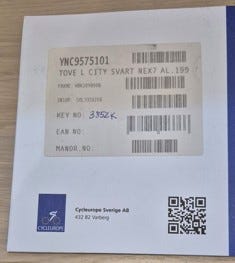 YNC9575101
TOVE L CITY SVART NEX7 AL.199
FRAME:
KEY NO:
EAN NO:
MANOR.NO:
CYCLEUROPE
Cycleurope Sverige AB
432 82 Varberg